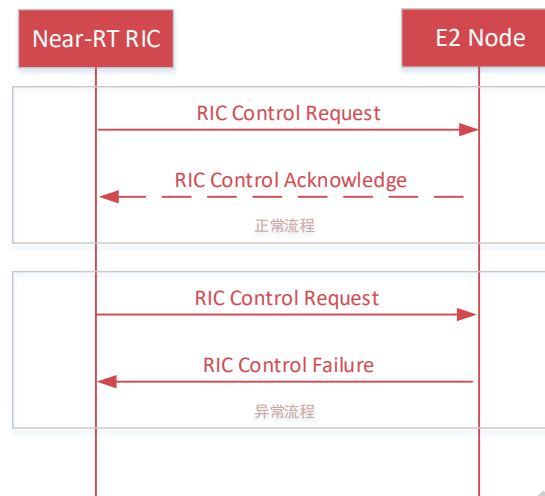 Near-RT RIC
E2 Node
RIC Control Request
RIC Control Acknowledge
正常流程
RIC Control Request
RIC Control Failure
异常流程